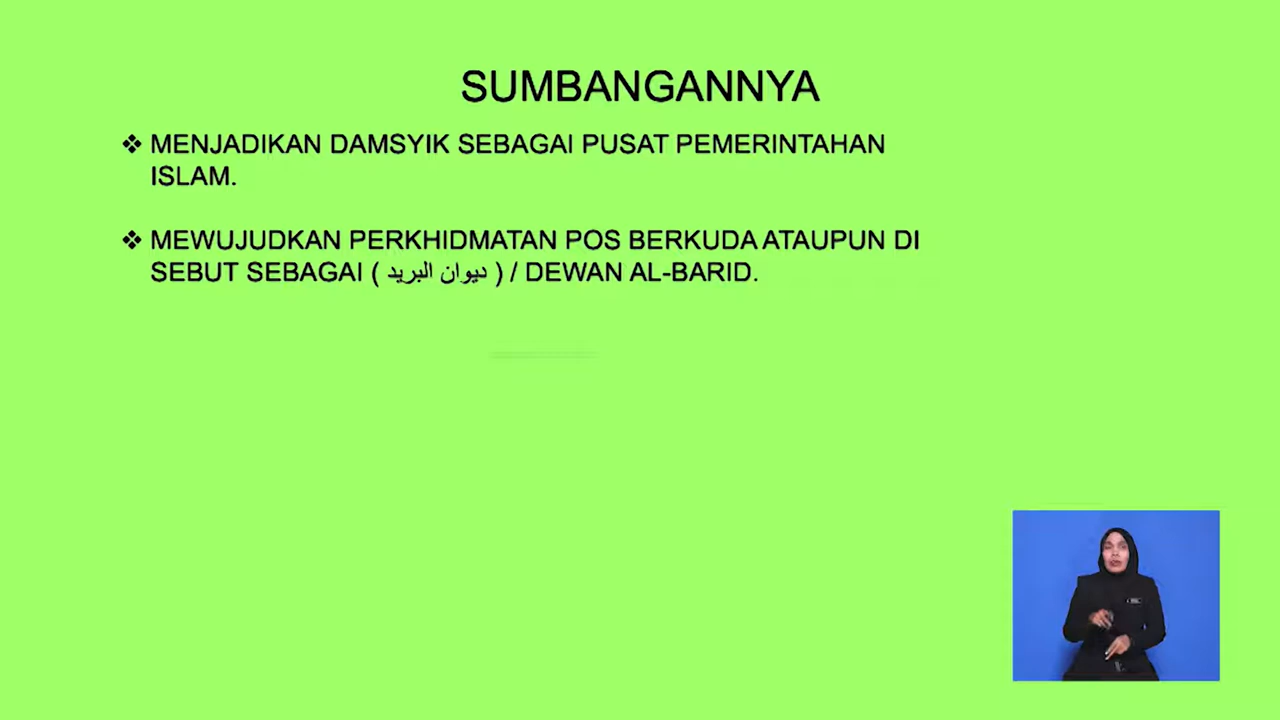 SUMBANGANNYA
❖ MENJADIKAN DAMSYIK SEBAGAI PUSAT PEMERINTAHAN
ISLAM.
❖ MEWUJUDKAN PERKHIDMATAN POS BERKUDA ATAUPUN DI
SEBUT SEBAGAI ( ديوان البريد ) / DEWAN AL-BARID.